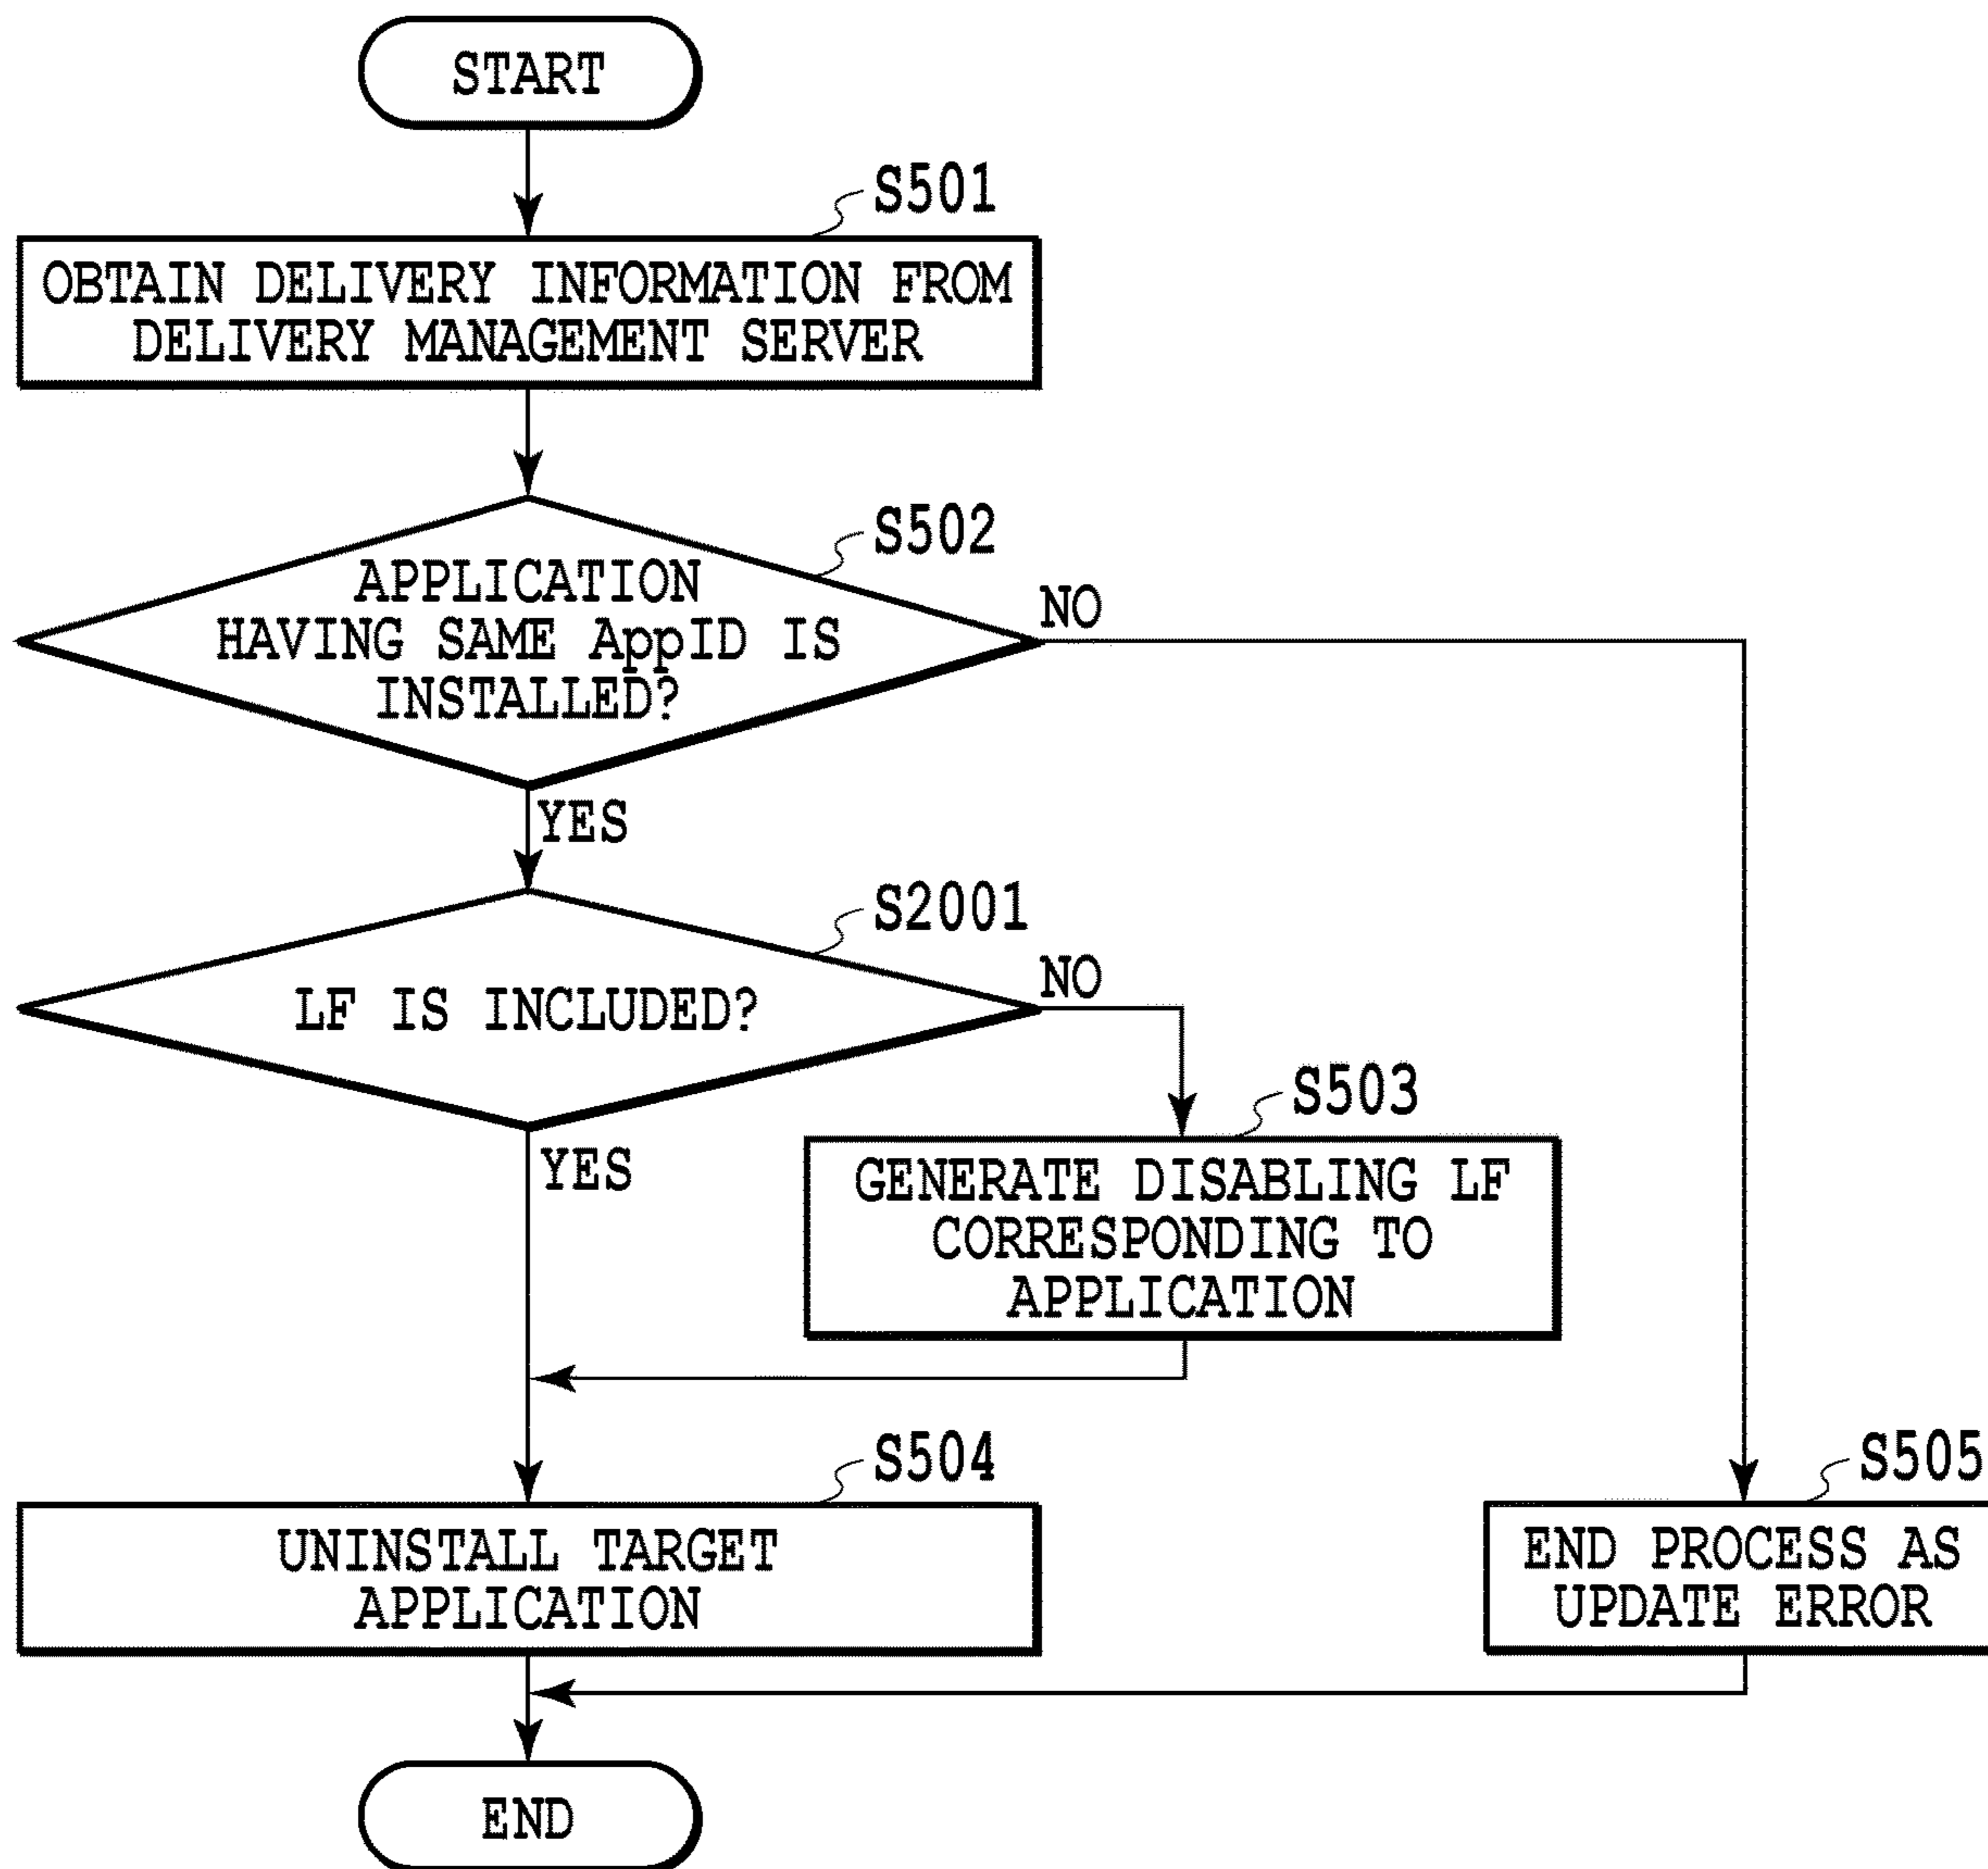 START
S501
OBTAIN DELIVERY INFORMATION FROM
DELIVERY MANAGEMENT SERVER
S502
APPLICATION
HAVING SAME AppID IS
INSTALLED?
NO
YES
S2001
LF IS INCLUDED?
NO
YES
S503
GENERATE DISABLING LF
CORRESPONDING TO
APPLICATION
S504
UNINSTALL TARGET
APPLICATION
S505
END PROCESS AS
UPDATE ERROR
END